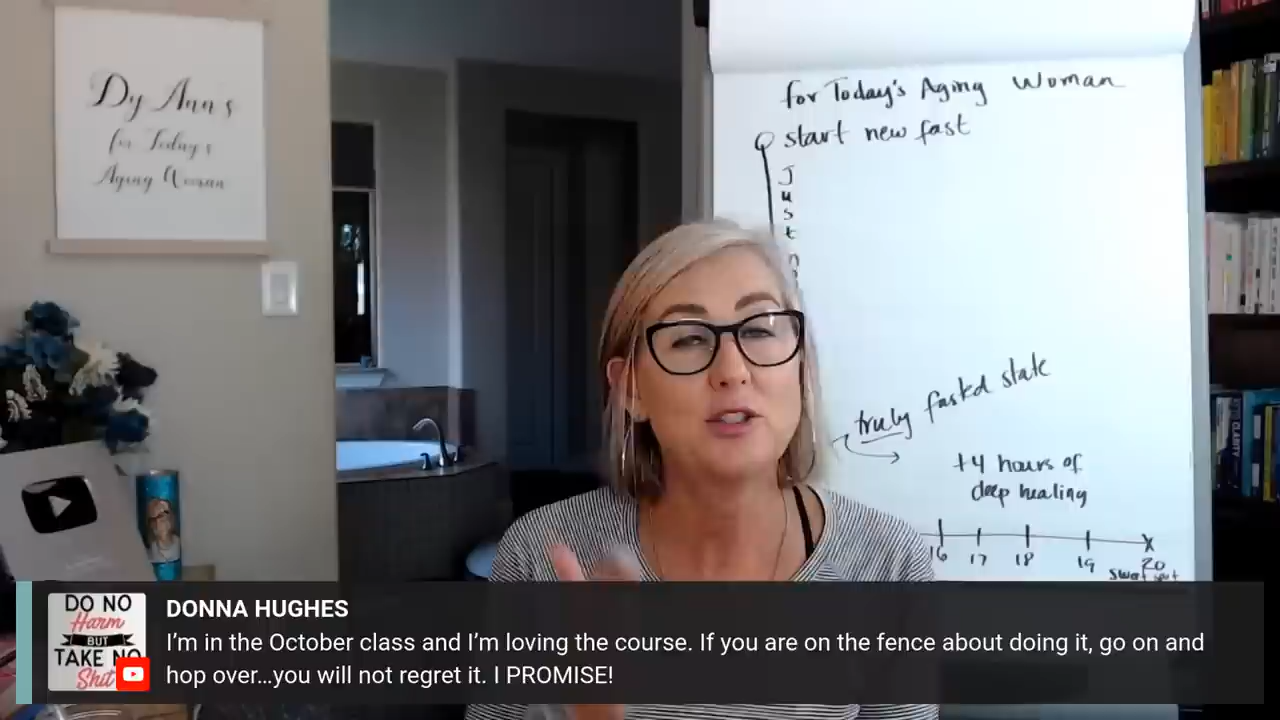 Dy Ann's
for Today's
Aging Woman
for Today's Aging Woman
start new fast
J
u
s
t
truly fasted state
+4 hours of
deep healing
16 17 18 19 20
DO NO
Harm
BUT
TAKE NO
Shit
DONNA HUGHES
I'm in the October class and I'm loving the course. If you are on the fence about doing it, go on and
hop over...you will not regret it. I PROMISE!